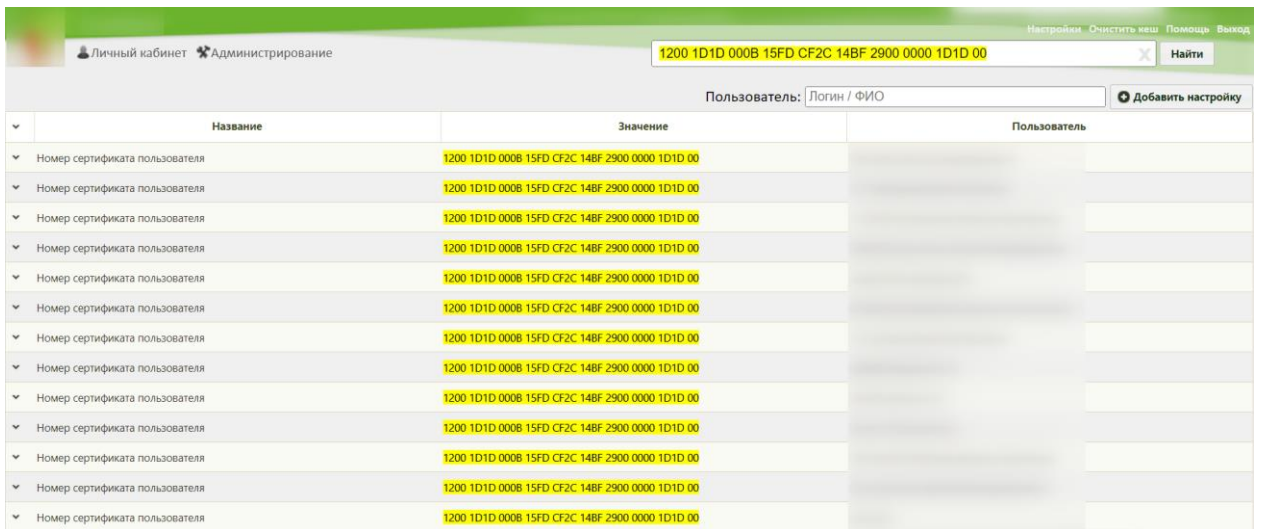 Настройки Очистить кеш Помощь Выход
Личный кабинет Администрирование
1200 1D1D 000B 15FD CF2C 14BF 2900 0000 1D1D 00 X Найти
Пользователь: Логин / ФИО Добавить настройку
Название Значение Пользователь
Номер сертификата пользователя 1200 1D1D 000B 15FD CF2C 14BF 2900 0000 1D1D 00
Номер сертификата пользователя 1200 1D1D 000B 15FD CF2C 14BF 2900 0000 1D1D 00
Номер сертификата пользователя 1200 1D1D 000B 15FD CF2C 14BF 2900 0000 1D1D 00
Номер сертификата пользователя 1200 1D1D 000B 15FD CF2C 14BF 2900 0000 1D1D 00
Номер сертификата пользователя 1200 1D1D 000B 15FD CF2C 14BF 2900 0000 1D1D 00
Номер сертификата пользователя 1200 1D1D 000B 15FD CF2C 14BF 2900 0000 1D1D 00
Номер сертификата пользователя 1200 1D1D 000B 15FD CF2C 14BF 2900 0000 1D1D 00
Номер сертификата пользователя 1200 1D1D 000B 15FD CF2C 14BF 2900 0000 1D1D 00
Номер сертификата пользователя 1200 1D1D 000B 15FD CF2C 14BF 2900 0000 1D1D 00
Номер сертификата пользователя 1200 1D1D 000B 15FD CF2C 14BF 2900 0000 1D1D 00
Номер сертификата пользователя 1200 1D1D 000B 15FD CF2C 14BF 2900 0000 1D1D 00
Номер сертификата пользователя 1200 1D1D 000B 15FD CF2C 14BF 2900 0000 1D1D 00
Номер сертификата пользователя 1200 1D1D 000B 15FD CF2C 14BF 2900 0000 1D1D 00